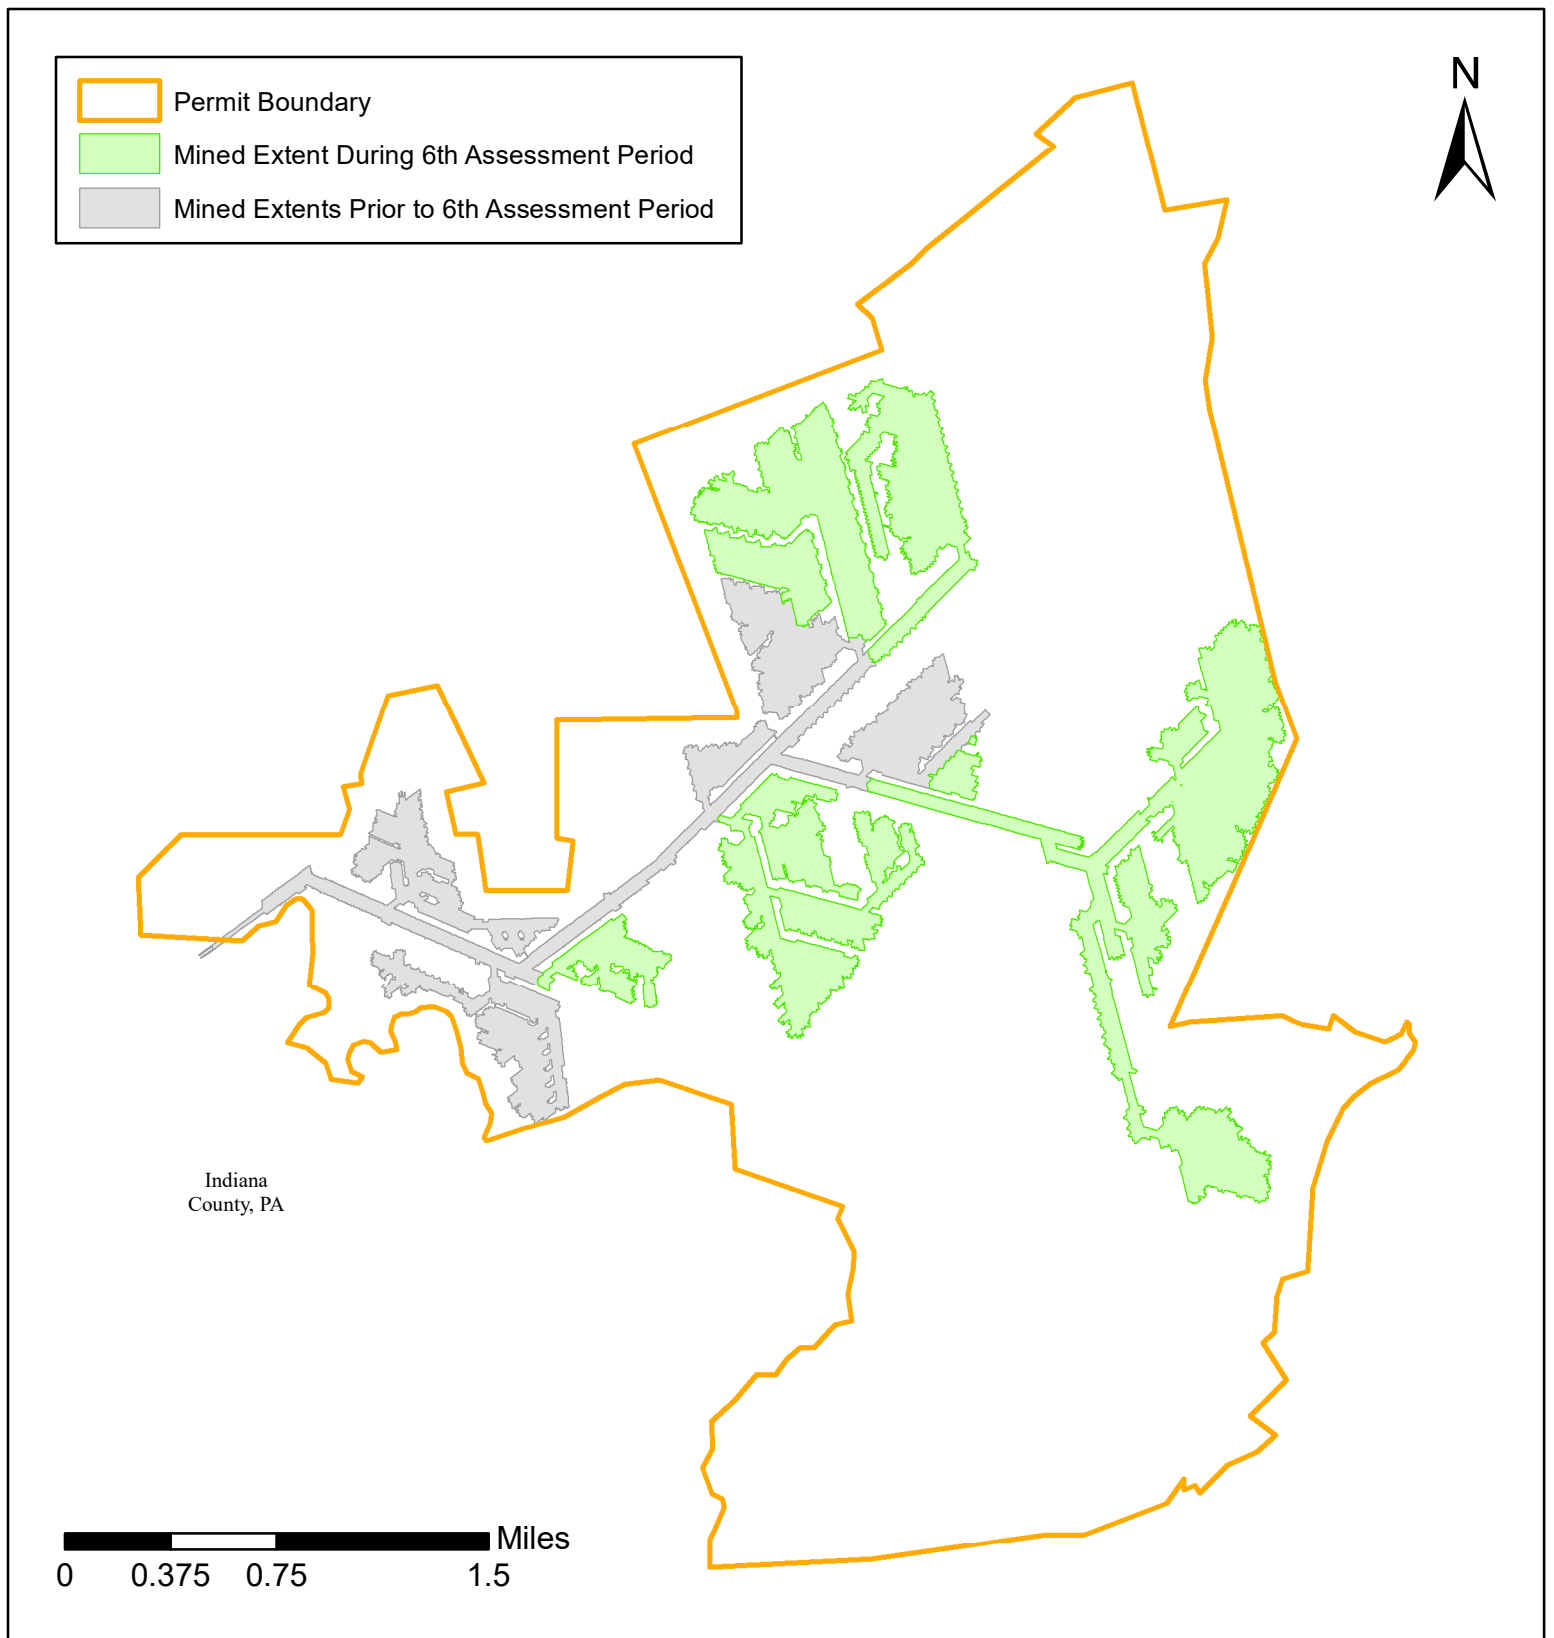 Permit Boundary
Mined Extent During 6th Assessment Period
Mined Extents Prior to 6th Assessment Period
N
Indiana
County, PA
Miles
0 0.375 0.75 1.5